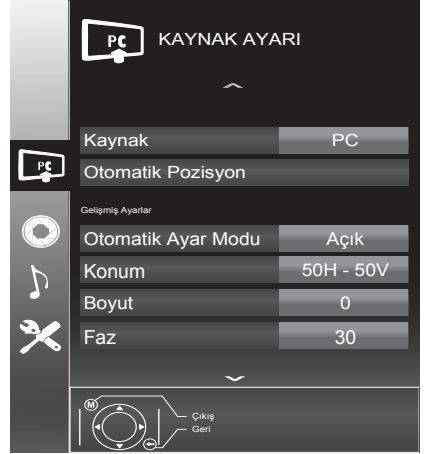 PC KAYNAK AYARI
Kaynak PC
PC
Otomatik Pozisyon
Gelişmiş Ayarlar
Otomatik Ayar Modu Açık
Konum 50H - 50V
Boyut 0
Faz 30
M
Çıkış
Geri